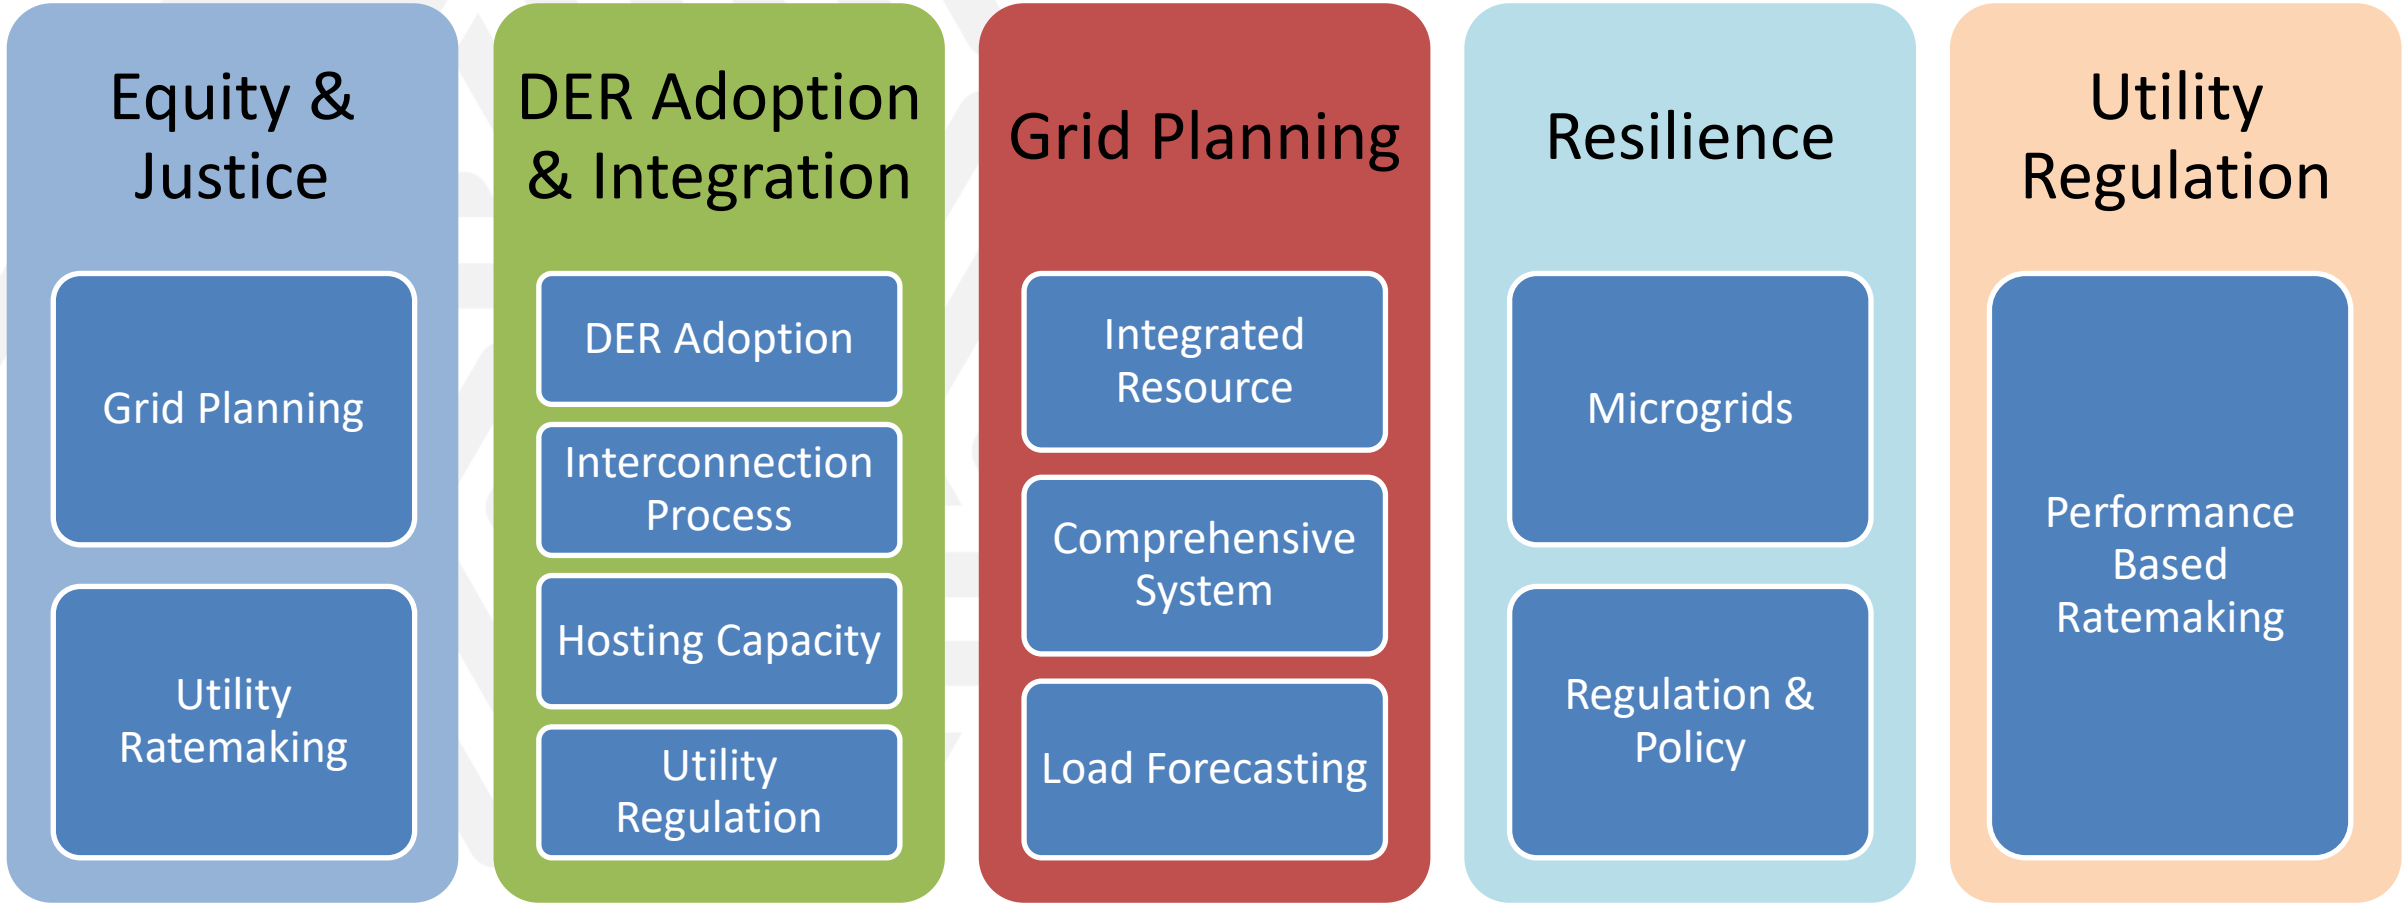 Equity &
Justice
Grid Planning
Utility
Ratemaking
DER Adoption
& Integration
DER Adoption
Interconnection
Process
Hosting Capacity
Utility
Regulation
Grid Planning
Integrated
Resource
Comprehensive
System
Load Forecasting
Resilience
Microgrids
Regulation &
Policy
Utility
Regulation
Performance
Based
Ratemaking